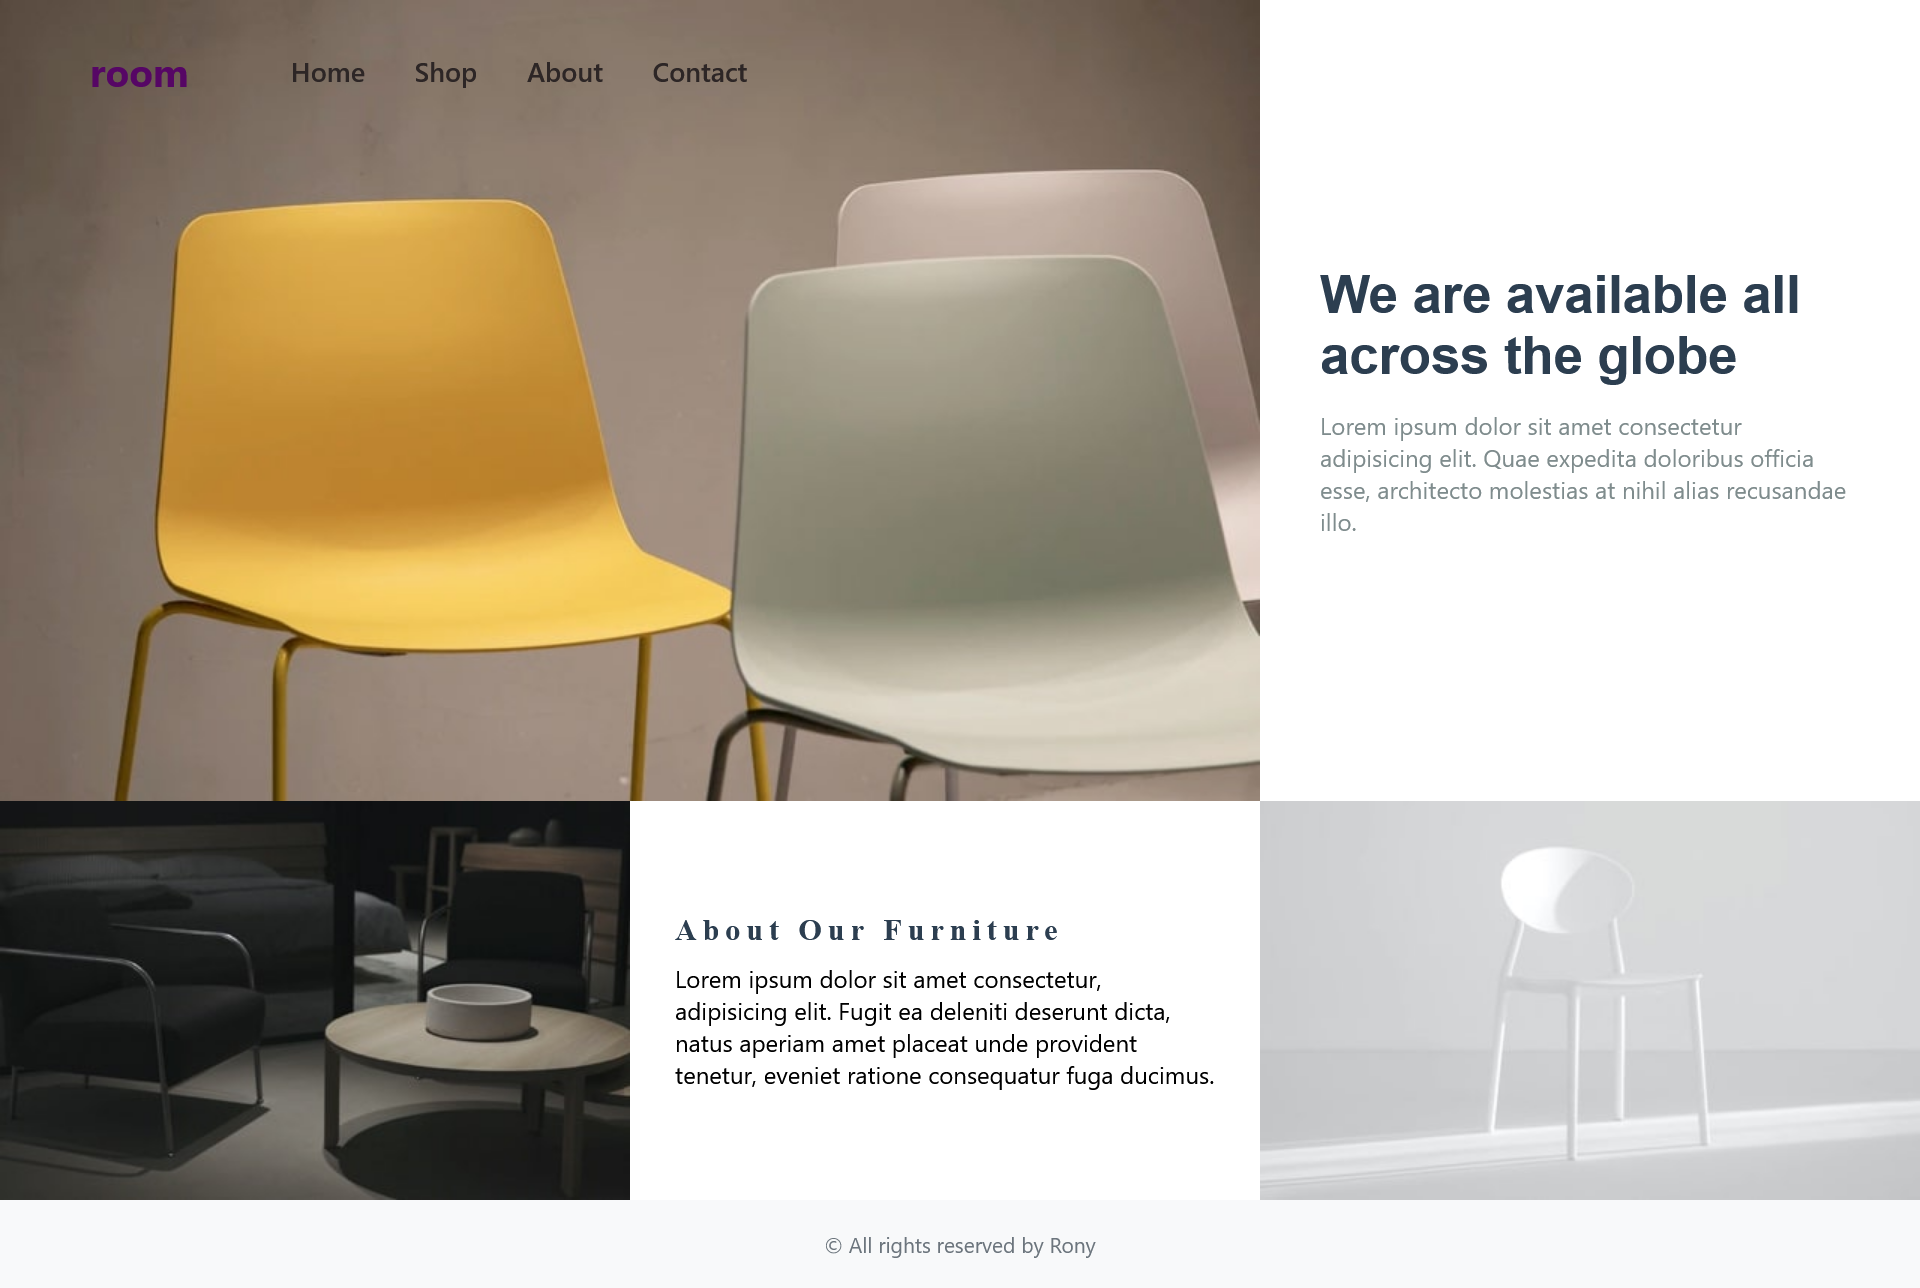 room
Home Shop About Contact
We are available all
across the globe
Lorem ipsum dolor sit amet consectetur
adipisicing elit. Quae expedita doloribus officia
esse, architecto molestias at nihil alias recusandae
illo.
About Our Furniture
Lorem ipsum dolor sit amet consectetur,
adipisicing elit. Fugit ea deleniti deserunt dicta,
natus aperiam amet placeat unde provident
tenetur, eveniet ratione consequatur fuga ducimus.
© All rights reserved by Rony